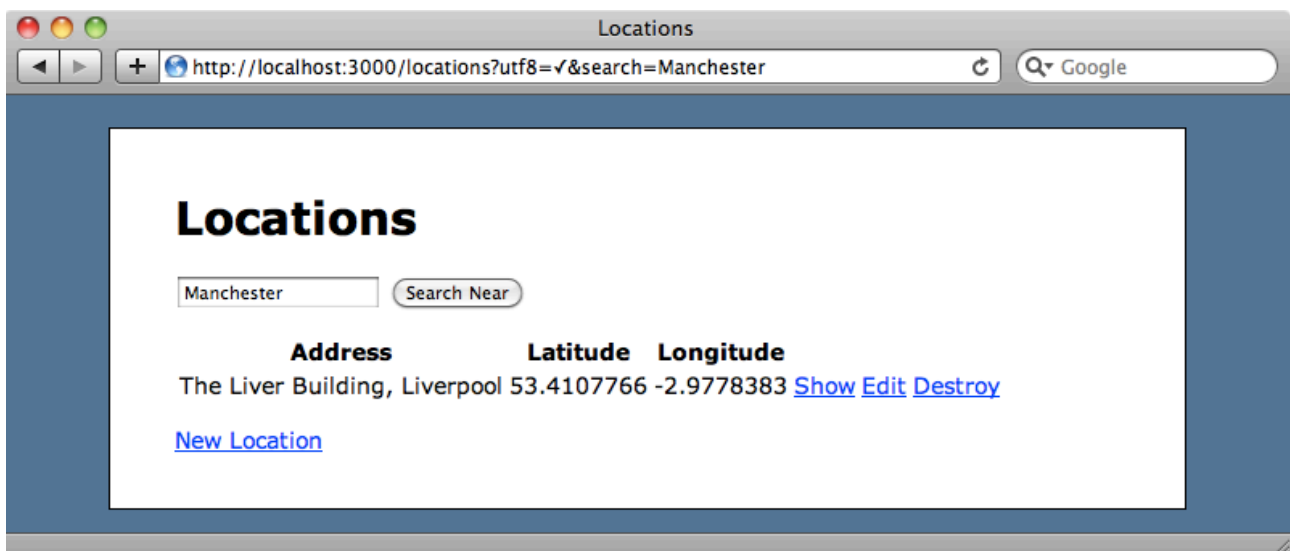 Locations
+ http://localhost:3000/locations?utf8=✓&search=Manchester Google
Locations
Manchester Search Near
Address Latitude Longitude
The Liver Building, Liverpool 53.4107766 -2.9778383 Show Edit Destroy
New Location